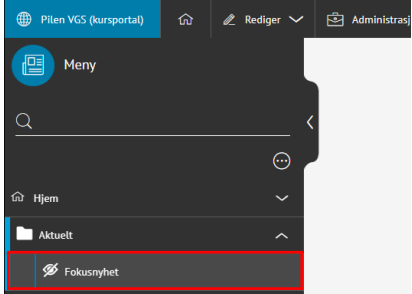 Pilen VGS (kursportal)
Rediger
Administrasj
Meny
Hjem
Aktuelt
Fokusnyhet